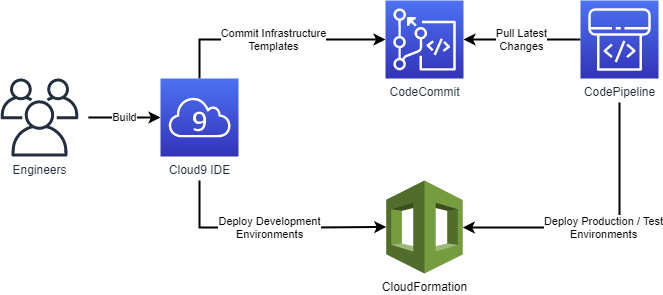 Commit Infrastructure
Templates
Pull Latest
Changes
CodeCommit
CodePipeline
Build
9
Engineers
Cloud9 IDE
Deploy Development
Environments
Deploy Production / Test
Environments
CloudFormation